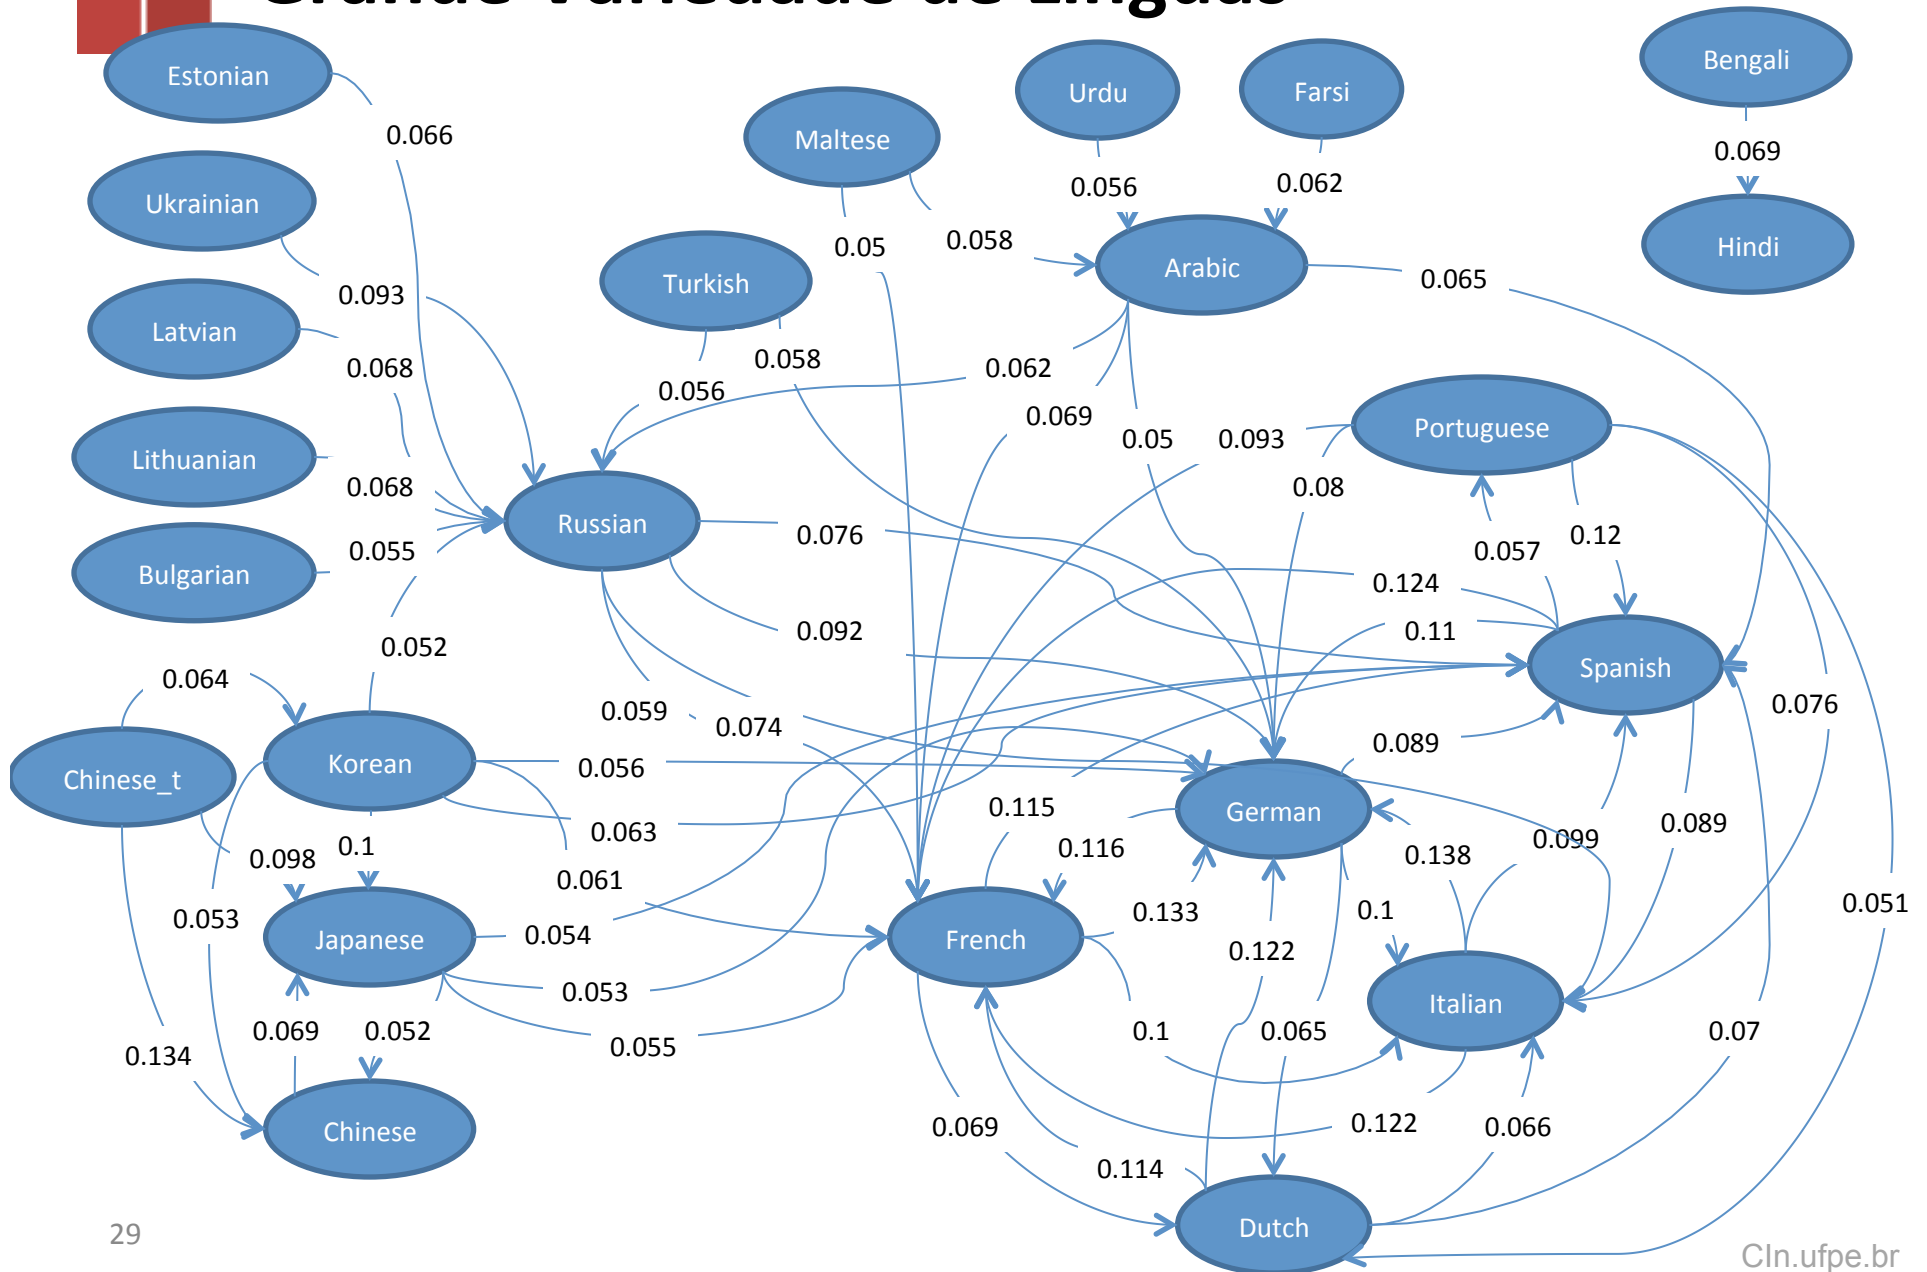 Grande Variedade de Línguas
Bengali
Estonian
Urdu
Farsi
0.066
Maltese
0.069
0.056
0.062
Ukrainian
0.05
0.058
Hindi
Arabic
0.065
Turkish
0.093
Latvian
0.068
0.058
0.062
0.056
0.069
0.05
0.093
Portuguese
Lithuanian
0.068
0.08
Russian
0.076
0.12
0.055
0.057
Bulgarian
0.124
0.092
0.11
0.052
Spanish
0.064
0.059
0.074
0.076
0.089
Korean
0.056
Chinese_t
0.115
German
0.063
0.089
0.099
0.1
0.116
0.138
0.098
0.061
0.053
0.133
0.1
0.051
Japanese
0.054
French
0.122
0.053
Italian
0.069
0.052
0.1
0.065
0.07
0.055
0.134
Chinese
0.069
0.122
0.066
0.114
Dutch
29
CIn.ufpe.br